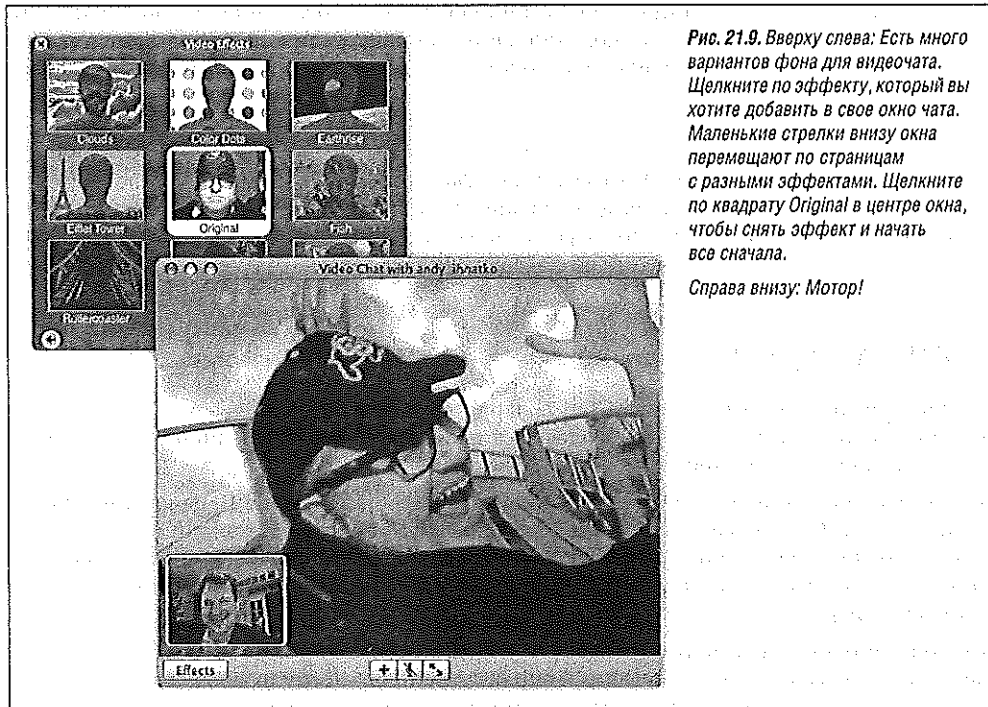 Video Effects
Clouds
Color Dots
Earthrise
Eiffel Tower
Original
Fish
Rollercoaster
Video Chat with andy_ihnatko
Effects
Рис. 21.9. Вверху слева: Есть много
вариантов фона для видеочата.
Щелкните по эффекту, который вы
хотите добавить в свое окно чата.
Маленькие стрелки внизу окна
перемещают по страницам
с разными эффектами. Щелкните
по квадрату Original в центре окна,
чтобы снять эффект и начать
все сначала.
Справа внизу: Мотор!